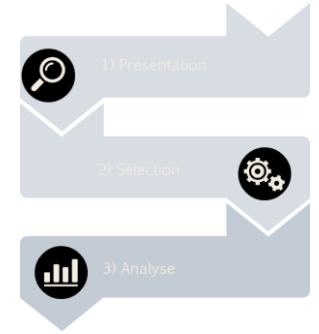 1) Présentation
2) Sélection
3) Analyse